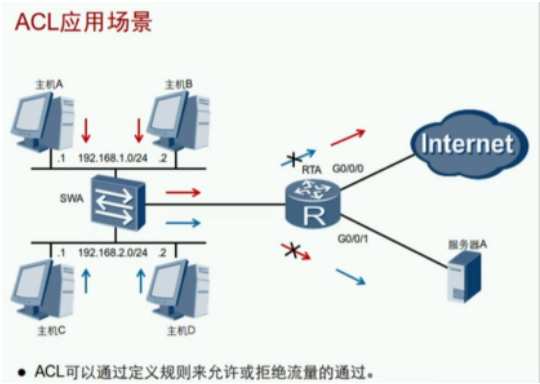 ACL应用场景
主机A
主机B
.1 192.168.1.0/24 .2
Internet
RTA G0/0/0
SWA
R
G0/0/1
.1 192.168.2.0/24 .2
服务器A
主机C
主机D
● ACL可以通过定义规则来允许或拒绝流量的通过。